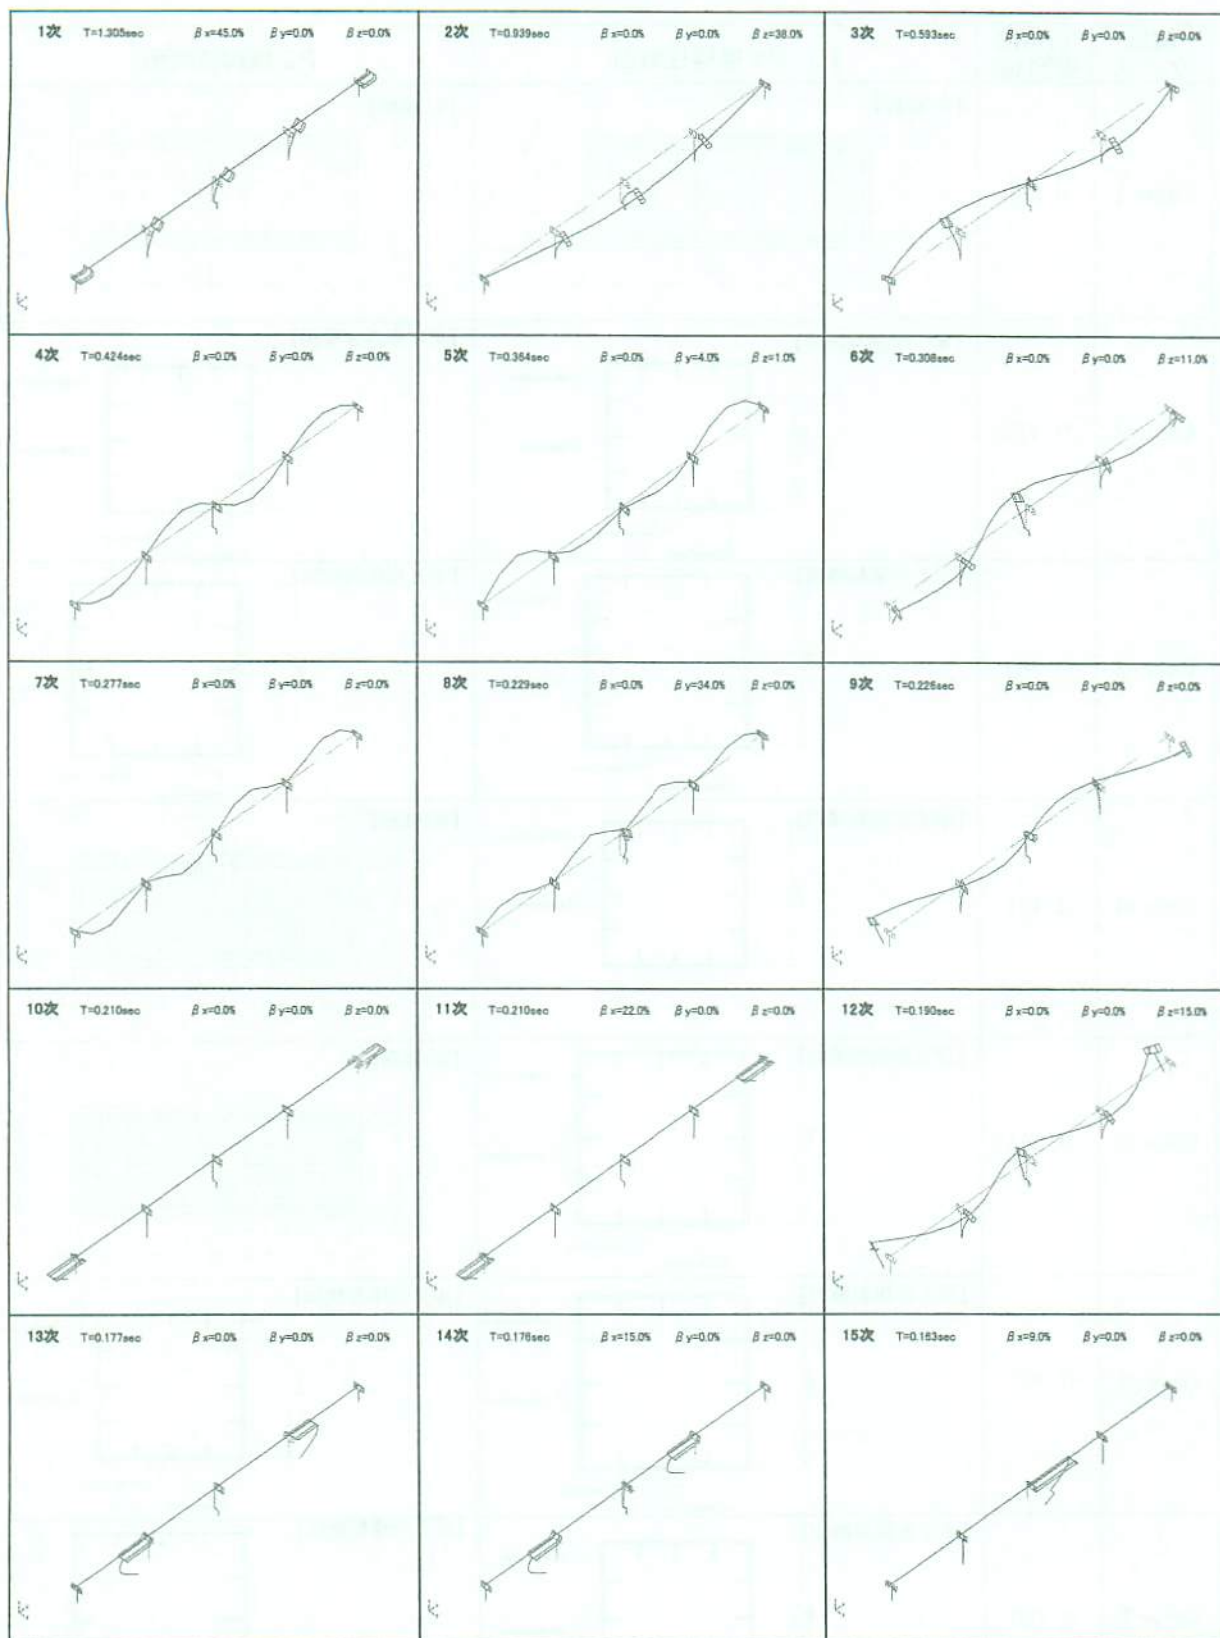 1次 T=1.305sec βx=45.0% βy=0.0% βz=0.0%
2次 T=0.939sec βx=0.0% βy=0.0% βz=38.0%
3次 T=0.593sec βx=0.0% βy=0.0% βz=0.0%
4次 T=0.424sec βx=0.0% βy=0.0% βz=0.0%
5次 T=0.364sec βx=0.0% βy=4.0% βz=1.0%
6次 T=0.308sec βx=0.0% βy=0.0% βz=11.0%
7次 T=0.277sec βx=0.0% βy=0.0% βz=0.0%
8次 T=0.229sec βx=0.0% βy=34.0% βz=0.0%
9次 T=0.226sec βx=0.0% βy=0.0% βz=0.0%
10次 T=0.210sec βx=0.0% βy=0.0% βz=0.0%
11次 T=0.210sec βx=22.0% βy=0.0% βz=0.0%
12次 T=0.190sec βx=0.0% βy=0.0% βz=15.0%
13次 T=0.177sec βx=0.0% βy=0.0% βz=0.0%
14次 T=0.176sec βx=15.0% βy=0.0% βz=0.0%
15次 T=0.163sec βx=9.0% βy=0.0% βz=0.0%